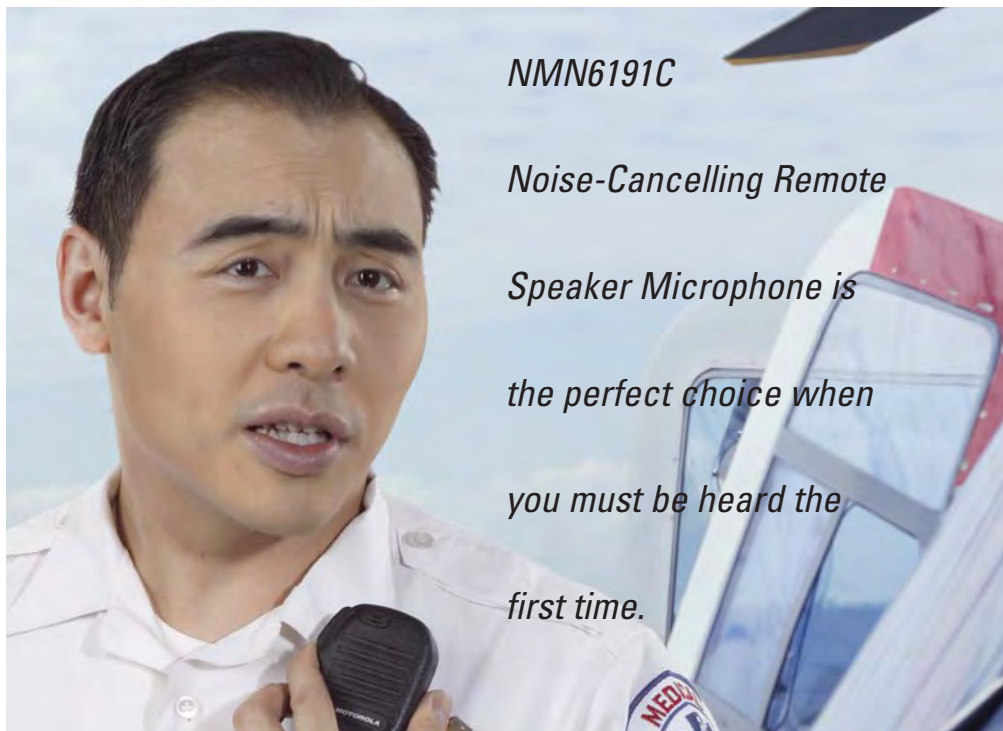 NMN6191C
Noise-Cancelling Remote
Speaker Microphone is
the perfect choice when
you must be heard the
first time.
MOTOROLA